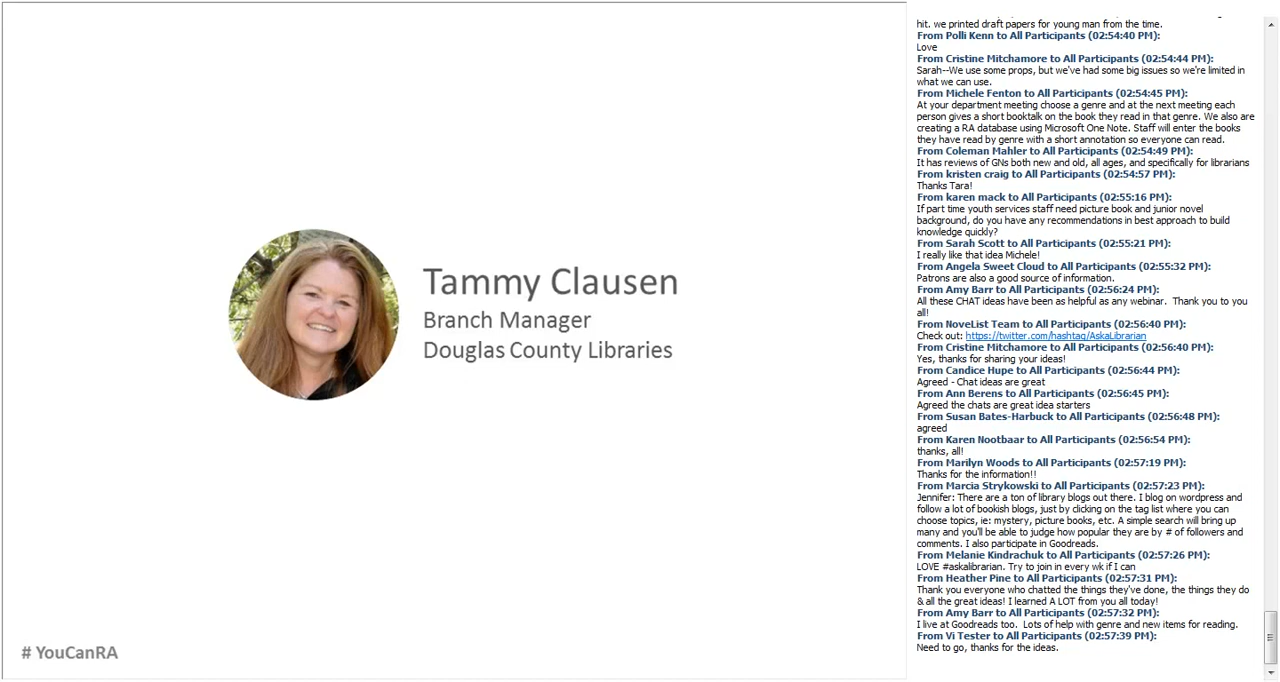 Tammy Clausen
Branch Manager
Douglas County Libraries
# YouCanRA
hit. we printed draft papers for young man from the time.
From Polli Kenn to All Participants (02:54:40 PM):
Love
From Cristine Mitchamore to All Participants (02:54:44 PM):
Sarah--We use some props, but we've had some big issues so we're limited in
what we can use.
From Michele Fenton to All Participants (02:54:45 PM):
At your department meeting choose a genre and at the next meeting each
person gives a short booktalk on the book they read in that genre. We also are
creating a RA database using Microsoft One Note. Staff will enter the books
they have read by genre with a short annotation so everyone can read.
From Coleman Mahler to All Participants (02:54:49 PM):
It has reviews of GNs both new and old, all ages, and specifically for librarians
From kristen craig to All Participants (02:54:57 PM):
Thanks Tara!
From karen mack to All Participants (02:55:16 PM):
If part time youth services staff need picture book and junior novel
background, do you have any recommendations in best approach to build
knowledge quickly?
From Sarah Scott to All Participants (02:55:21 PM):
I really like that idea Michele!
From Angela Sweet Cloud to All Participants (02:55:32 PM):
Patrons are also a good source of information.
From Amy Barr to All Participants (02:56:24 PM):
All these CHAT ideas have been as helpful as any webinar.  Thank you to you
all!
From NoveList Team to All Participants (02:56:40 PM):
Check out: https://twitter.com/hashtag/AskaLibrarian
From Cristine Mitchamore to All Participants (02:56:40 PM):
Yes, thanks for sharing your ideas!
From Candice Hupe to All Participants (02:56:44 PM):
Agreed - Chat ideas are great
From Ann Berens to All Participants (02:56:45 PM):
Agreed the chats are great idea starters
From Susan Bates-Harbuck to All Participants (02:56:48 PM):
agreed
From Karen Nootbaar to All Participants (02:56:54 PM):
thanks, all!
From Marilyn Woods to All Participants (02:57:19 PM):
Thanks for the information!!
From Marcia Strykowski to All Participants (02:57:23 PM):
Jennifer: There are a ton of library blogs out there. I blog on wordpress and
follow a lot of bookish blogs, just by clicking on the tag list where you can
choose topics, ie: mystery, picture books, etc. A simple search will bring up
many and you'll be able to judge how popular they are by # of followers and
comments. I also participate in Goodreads.
From Melanie Kindrachuk to All Participants (02:57:26 PM):
LOVE #askalibrarian. Try to join in every wk if I can
From Heather Pine to All Participants (02:57:31 PM):
Thank you everyone who chatted the things they've done, the things they do
& all the great ideas! I learned A LOT from you all today!
From Amy Barr to All Participants (02:57:32 PM):
I live at Goodreads too.  Lots of help with genre and new items for reading.
From Vi Tester to All Participants (02:57:39 PM):
Need to go, thanks for the ideas.